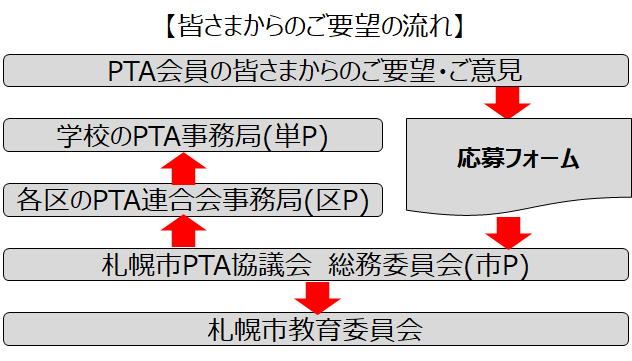 【皆さまからのご要望の流れ】
PTA会員の皆さまからのご要望・ご意見
学校のPTA事務局(単P)
応募フォーム
各区のPTA連合会事務局(区P)
札幌市PTA協議会　総務委員会(市P)
札幌市教育委員会